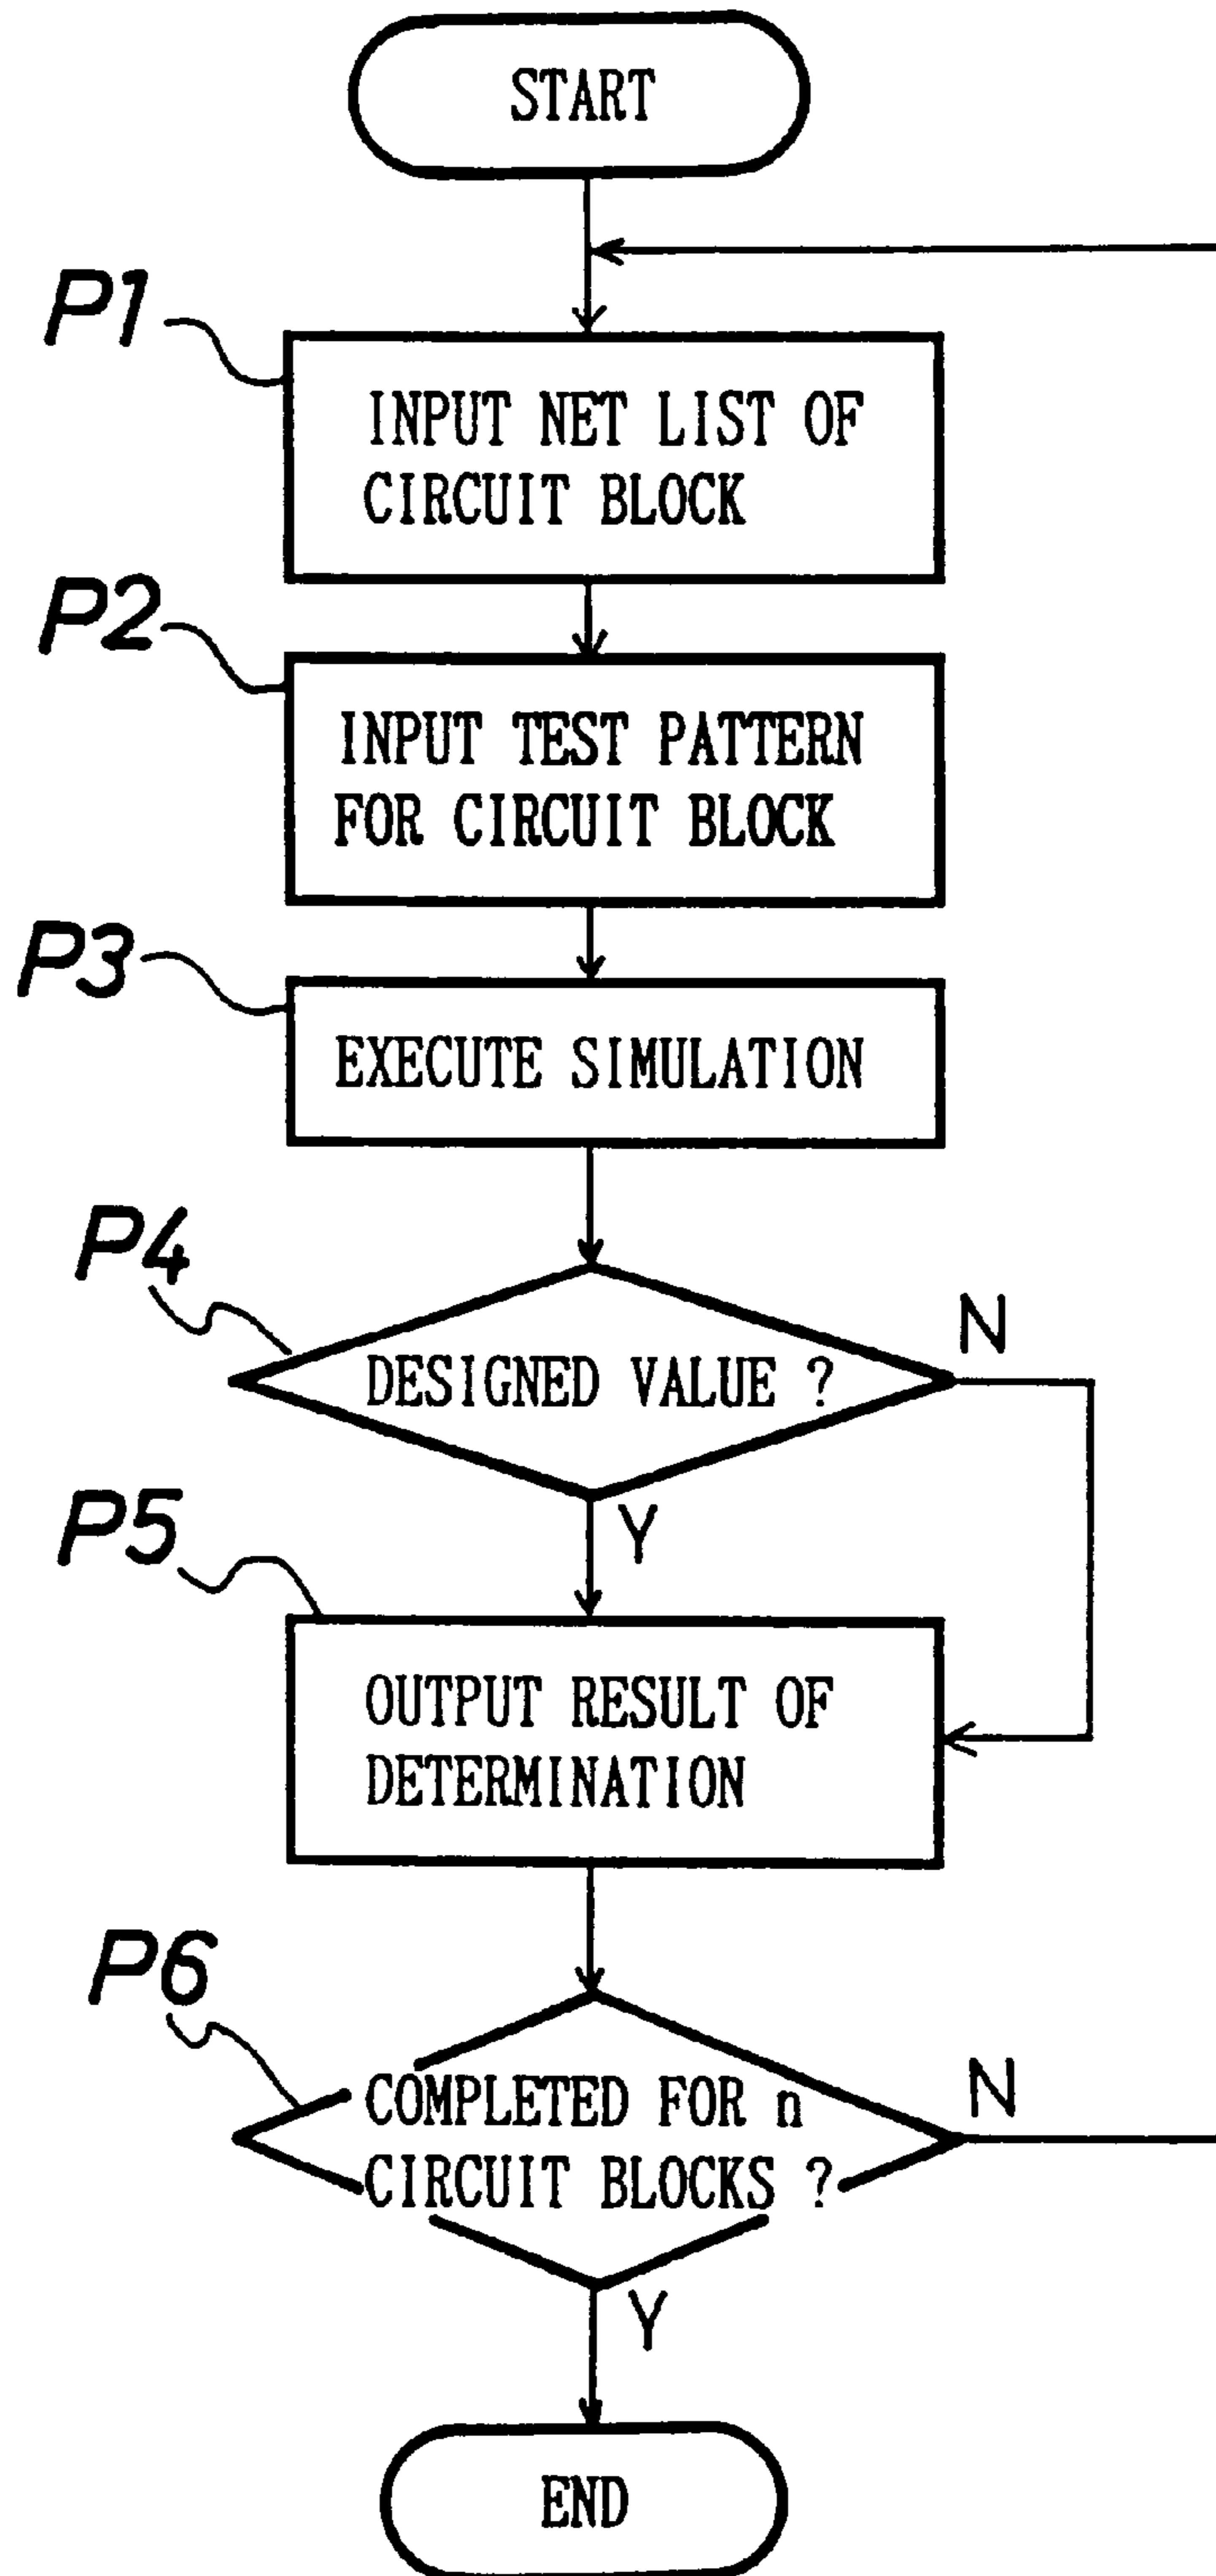 START
P1
INPUT NET LIST OF
CIRCUIT BLOCK
P2
INPUT TEST PATTERN
FOR CIRCUIT BLOCK
P3
EXECUTE SIMULATION
P4
DESIGNED VALUE ?
N
Y
P5
OUTPUT RESULT OF
DETERMINATION
P6
COMPLETED FOR n
CIRCUIT BLOCKS ?
N
Y
END